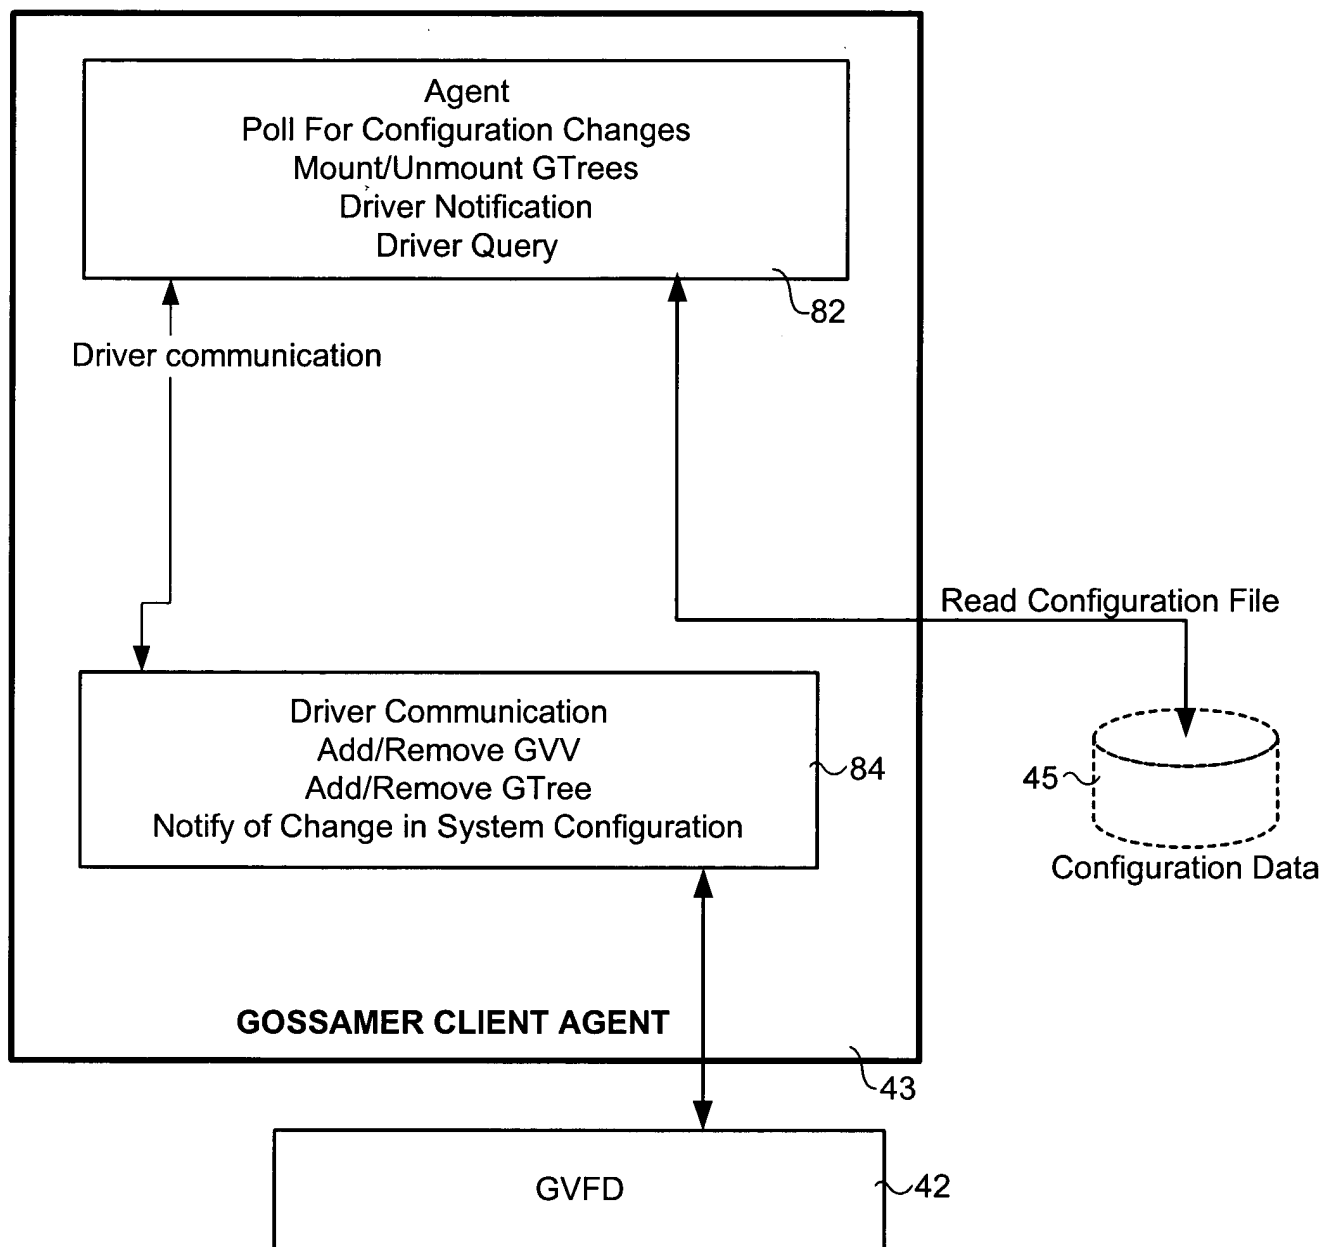 Agent
Poll For Configuration Changes
Mount/Unmount GTrees
Driver Notification
Driver Query
82
Driver communication
Read Configuration File
Driver Communication
Add/Remove GVV
Add/Remove GTree
Notify of Change in System Configuration
84
45
Configuration Data
GOSSAMER CLIENT AGENT
43
GVFD
42